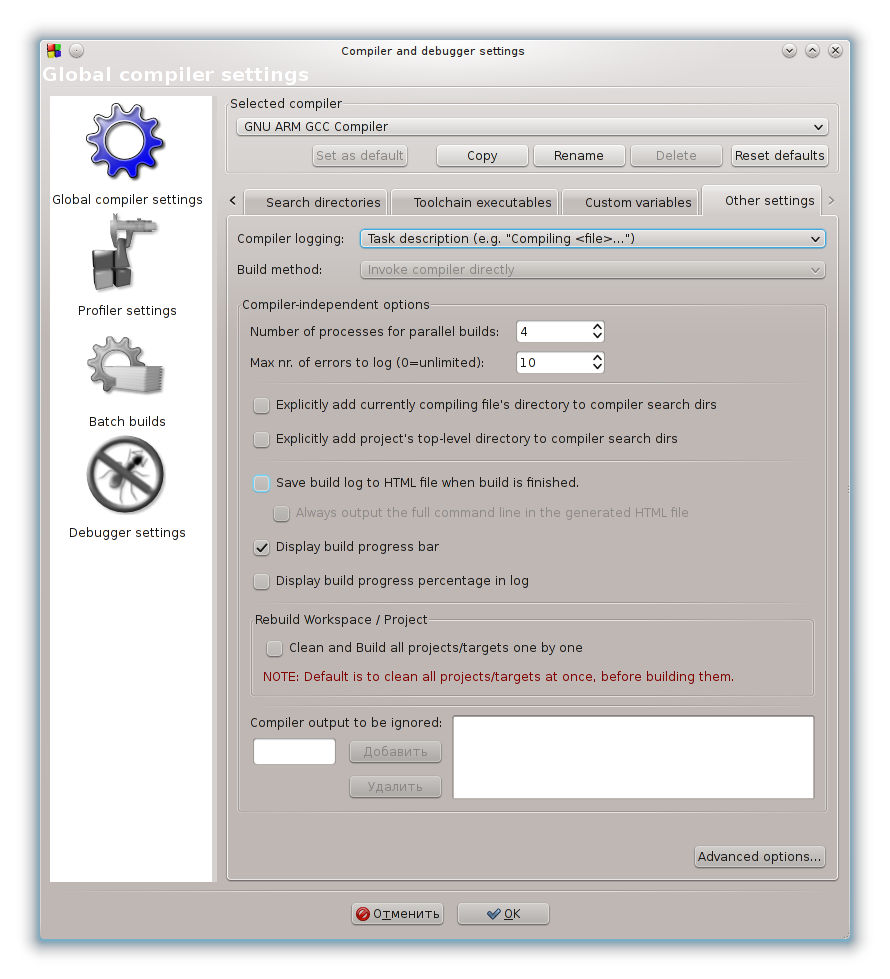 Compiler and debugger settings
Global compiler settings
Global compiler settings
Profiler settings
Batch builds
Debugger settings
Selected compiler
GNU ARM GCC Compiler
Set as default Copy Rename Delete Reset defaults
Search directories Toolchain executables Custom variables Other settings
Compiler logging: Task description (e.g. "Compiling <file>...")
Build method: Invoke compiler directly
Compiler-independent options
Number of processes for parallel builds: 4
Max nr. of errors to log (0=unlimited): 10
Explicitly add currently compiling file's directory to compiler search dirs
Explicitly add project's top-level directory to compiler search dirs
Save build log to HTML file when build is finished.
Always output the full command line in the generated HTML file
Display build progress bar
Display build progress percentage in log
Rebuild Workspace / Project
Clean and Build all projects/targets one by one
NOTE: Default is to clean all projects/targets at once, before building them.
Compiler output to be ignored:
Добавить
Удалить
Advanced options...
Отменить OK